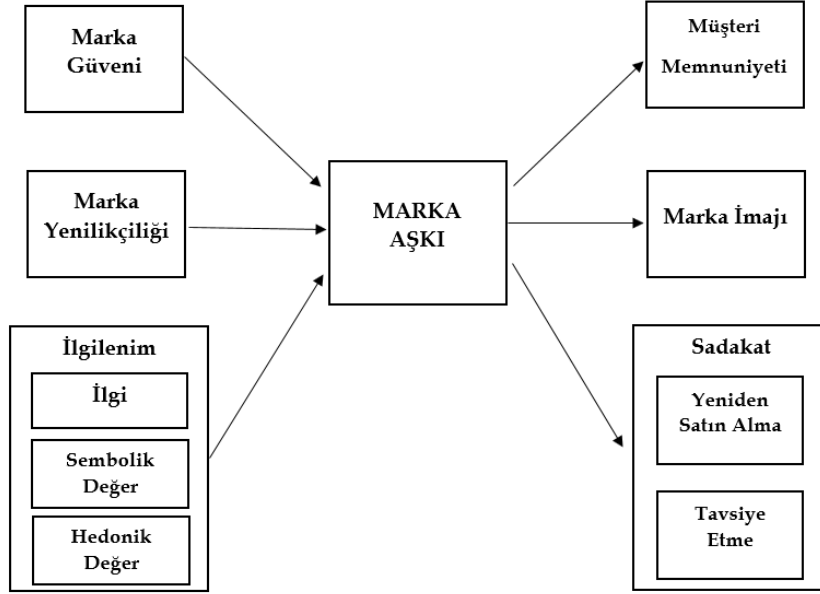 Marka
Güveni
Marka
Yenilikçiliği
İlgilenim
İlgi
Sembolik
Değer
Hedonik
Değer
MARKA
AŞKI
Müşteri
Memnuniyeti
Marka İmajı
Sadakat
Yeniden
Satın Alma
Tavsiye
Etme